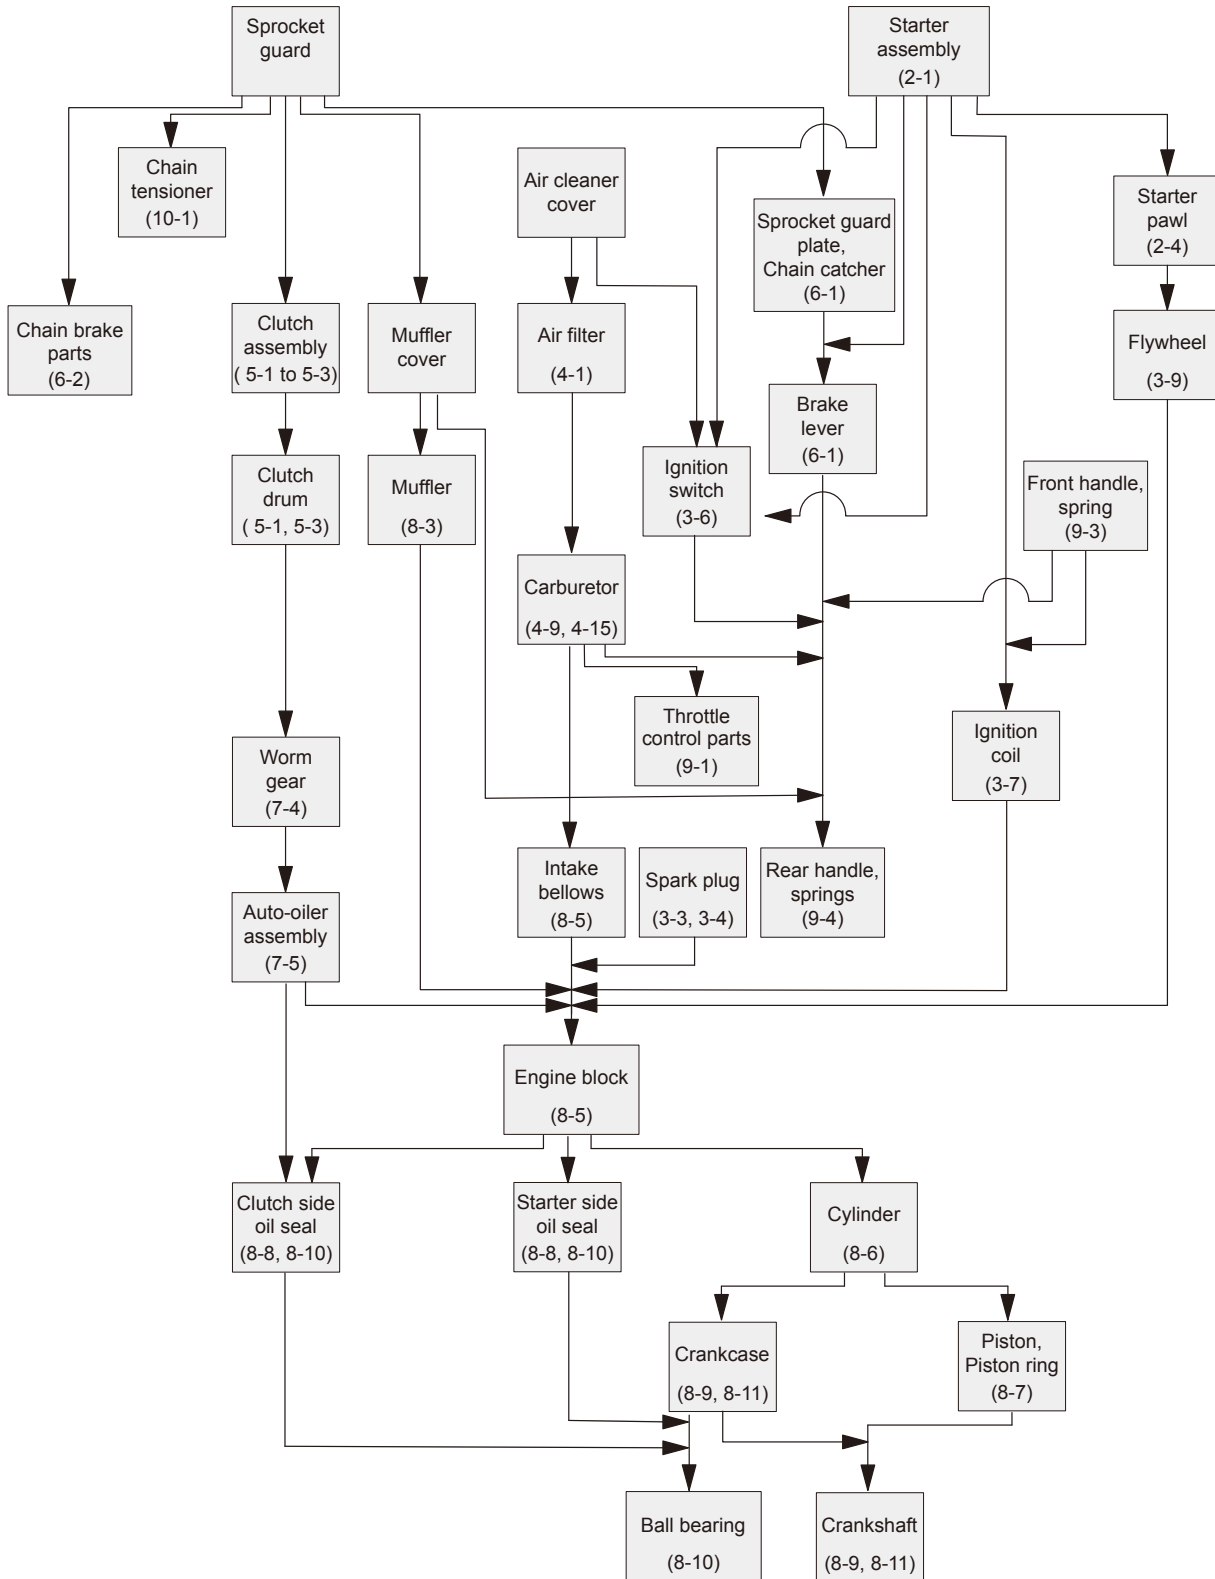 Sprocket
guard
Starter
assembly
(2-1)
Chain
tensioner
(10-1)
Air cleaner
cover
Sprocket guard
plate,
Chain catcher
(6-1)
Starter
pawl
(2-4)
Chain brake
parts
(6-2)
Clutch
assembly
( 5-1 to 5-3)
Muffler
cover
Air filter
(4-1)
Flywheel
(3-9)
Brake
lever
(6-1)
Clutch
drum
( 5-1, 5-3)
Muffler
(8-3)
Ignition
switch
(3-6)
Front handle,
spring
(9-3)
Carburetor
(4-9, 4-15)
Throttle
control parts
(9-1)
Ignition
coil
(3-7)
Worm
gear
(7-4)
Intake
bellows
(8-5)
Spark plug
(3-3, 3-4)
Rear handle,
springs
(9-4)
Auto-oiler
assembly
(7-5)
Engine block
(8-5)
Clutch side
oil seal
(8-8, 8-10)
Starter side
oil seal
(8-8, 8-10)
Cylinder
(8-6)
Crankcase
(8-9, 8-11)
Piston,
Piston ring
(8-7)
Ball bearing
(8-10)
Crankshaft
(8-9, 8-11)